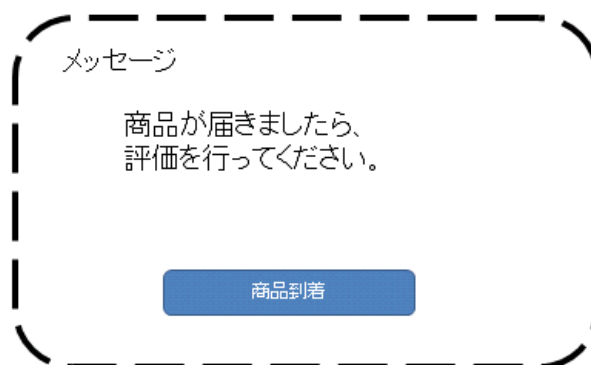 メッセージ
商品が届きましたら、
評価を行ってください。
商品到着